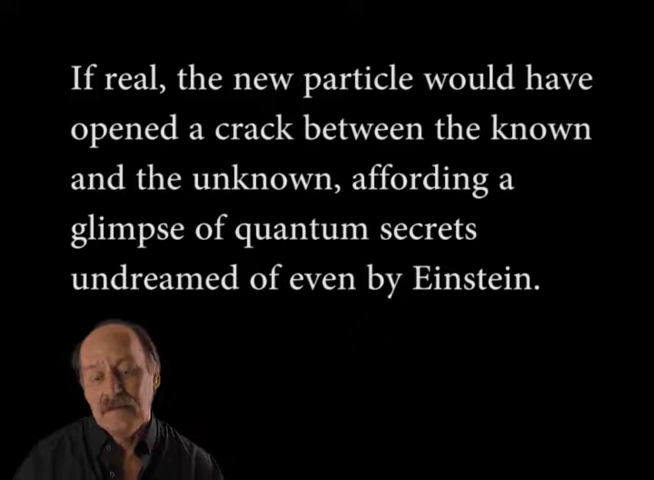 If real, the new particle would have
opened a crack between the known
and the unknown, affording a
glimpse of quantum secrets
undreamed of even by Einstein.